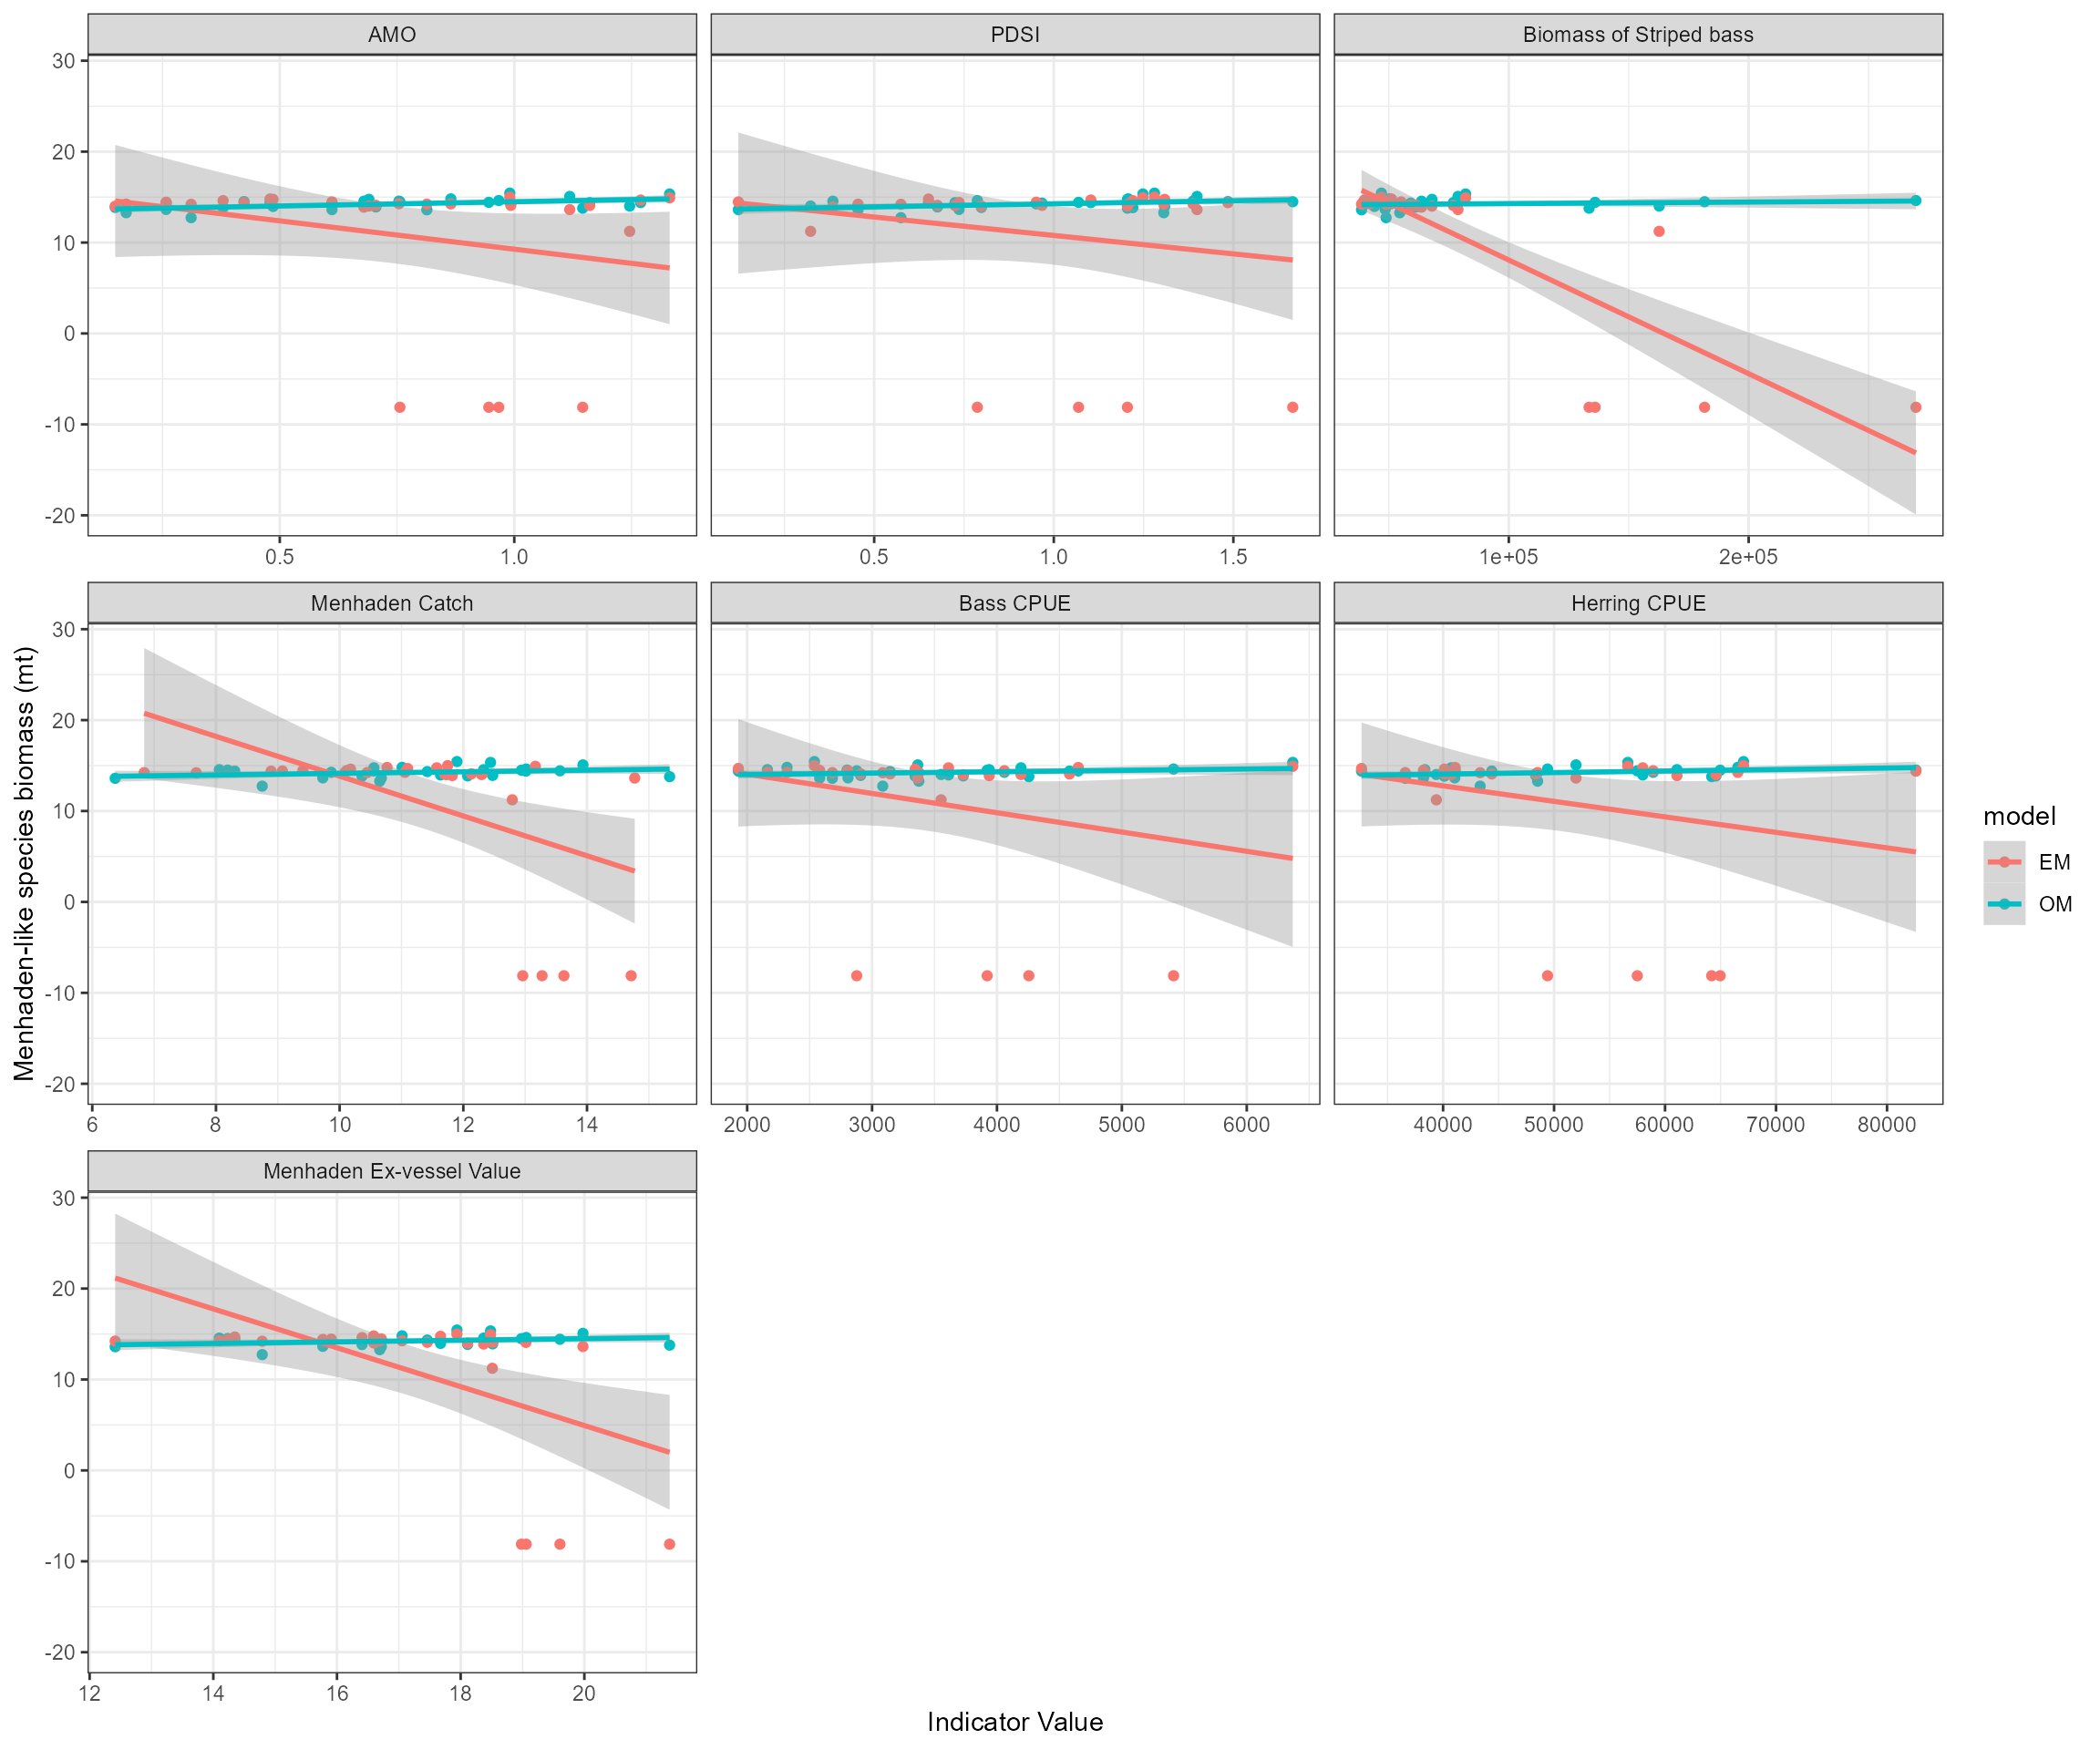 AMO PDSI Biomass of Striped bass
30
20
10
0
-10
-20
0.5 1.0 0.5 1.0 1.5 1e+05 2e+05
Menhaden Catch Bass CPUE Herring CPUE
30
20
10
0
-10
-20
6 8 10 12 14 2000 3000 4000 5000 6000 40000 50000 60000 70000 80000
Menhaden Ex-vessel Value
30
20
10
0
-10
-20
12 14 16 18 20
Menhaden-like species biomass (mt)
Indicator Value
model
EM
OM